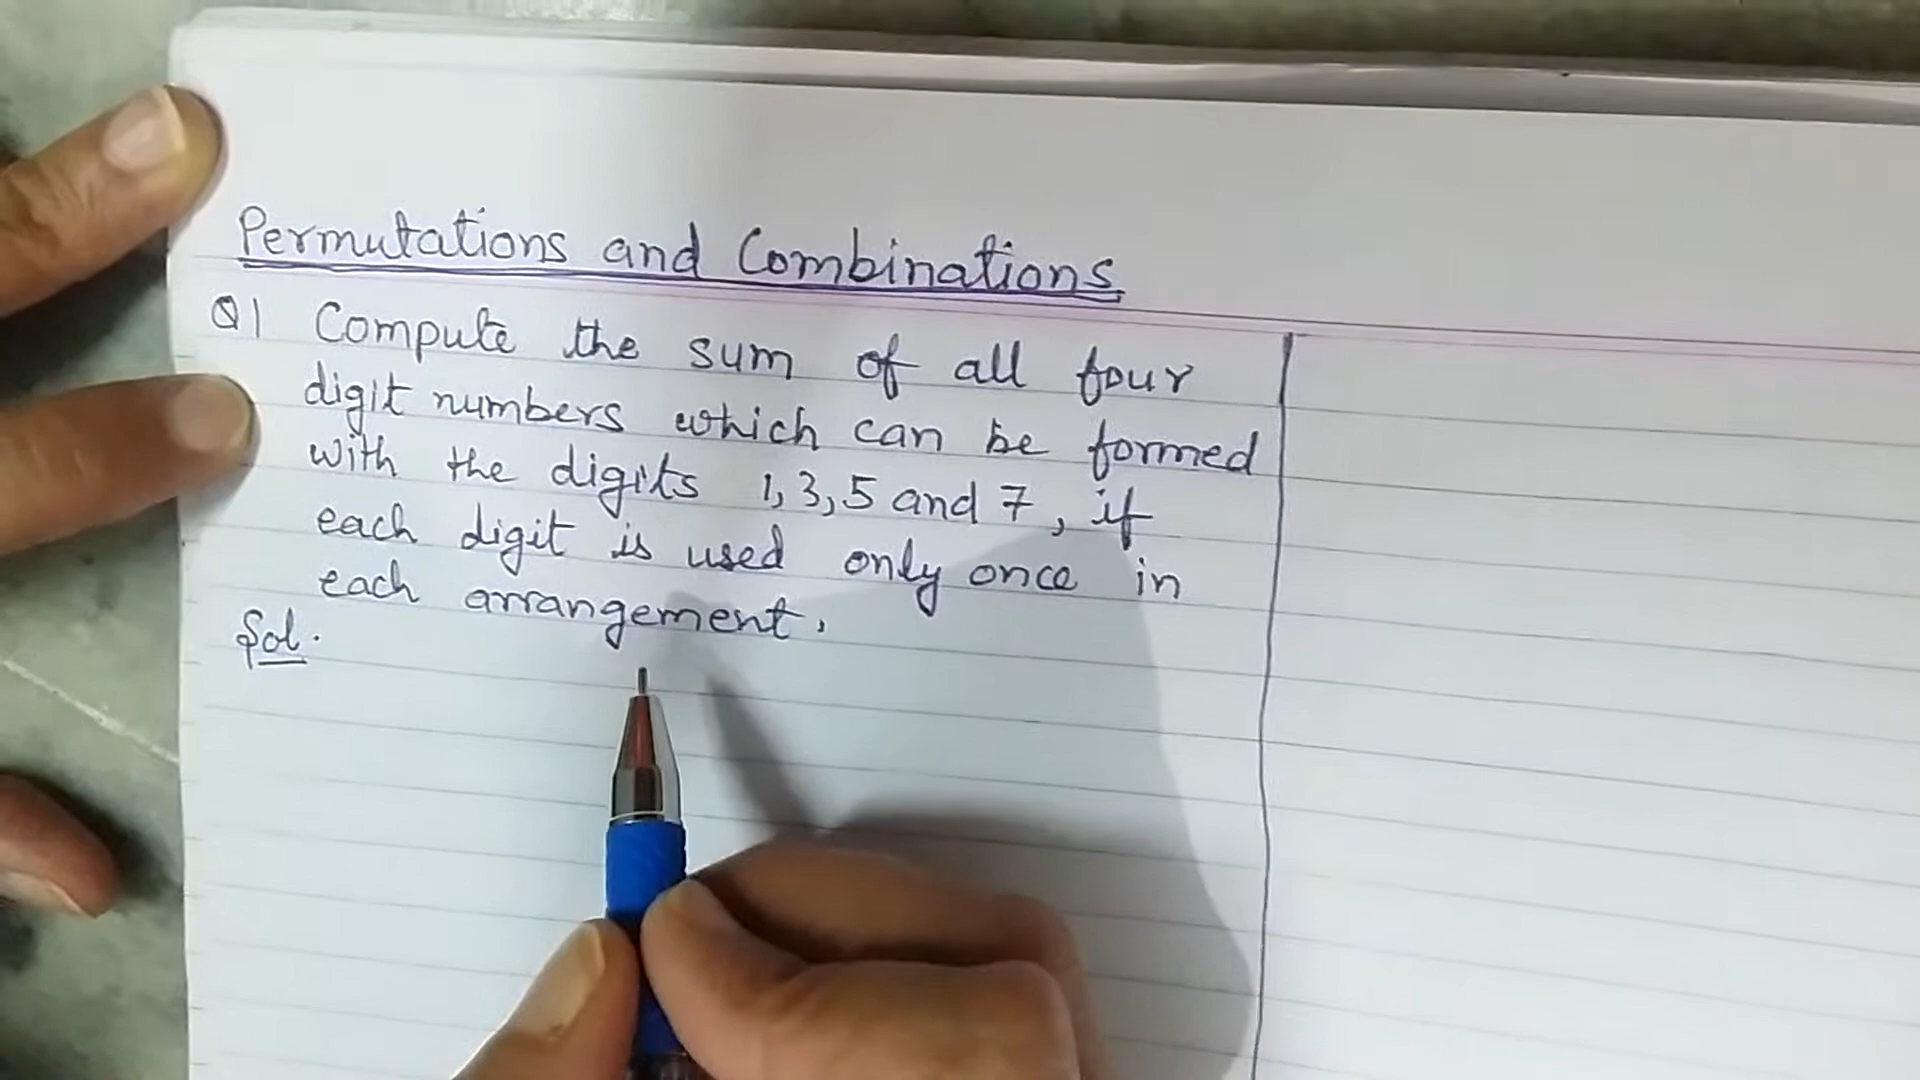 Permutations and Combinations
Q1 Compute the sum of all four
digit numbers which can be formed
with the digits 1, 3, 5 and 7, if
each digit is used only once in
each arrangement.
Sol.